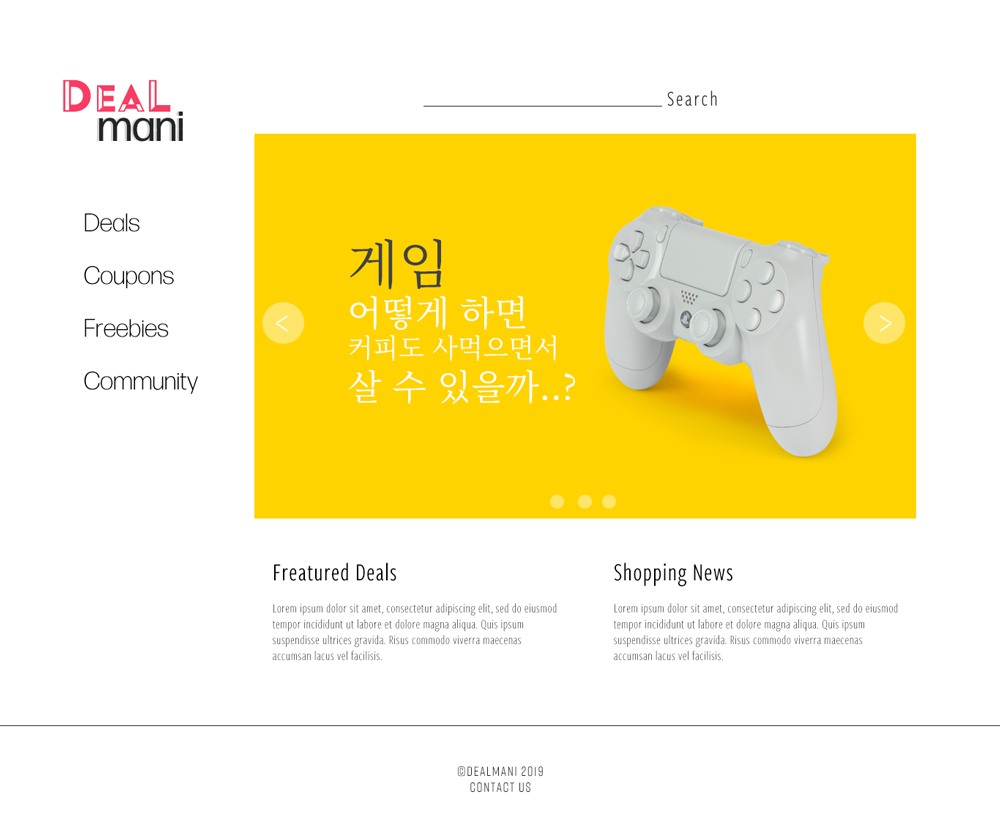 DEAL
mani
Search
Deals
Coupons
Freebies
Community
<
게임
어떻게 하면
커피도 사먹으면서
살 수 있을까..?
>
Freatured Deals
Lorem ipsum dolor sit amet, consectetur adipiscing elit, sed do eiusmod
tempor incididunt ut labore et dolore magna aliqua. Quis ipsum
suspendisse ultrices gravida. Risus commodo viverra maecenas
accumsan lacus vel facilisis.
Shopping News
Lorem ipsum dolor sit amet, consectetur adipiscing elit, sed do eiusmod
tempor incididunt ut labore et dolore magna aliqua. Quis ipsum
suspendisse ultrices gravida. Risus commodo viverra maecenas
accumsan lacus vel facilisis.
©DEALMANI 2019
CONTACT US